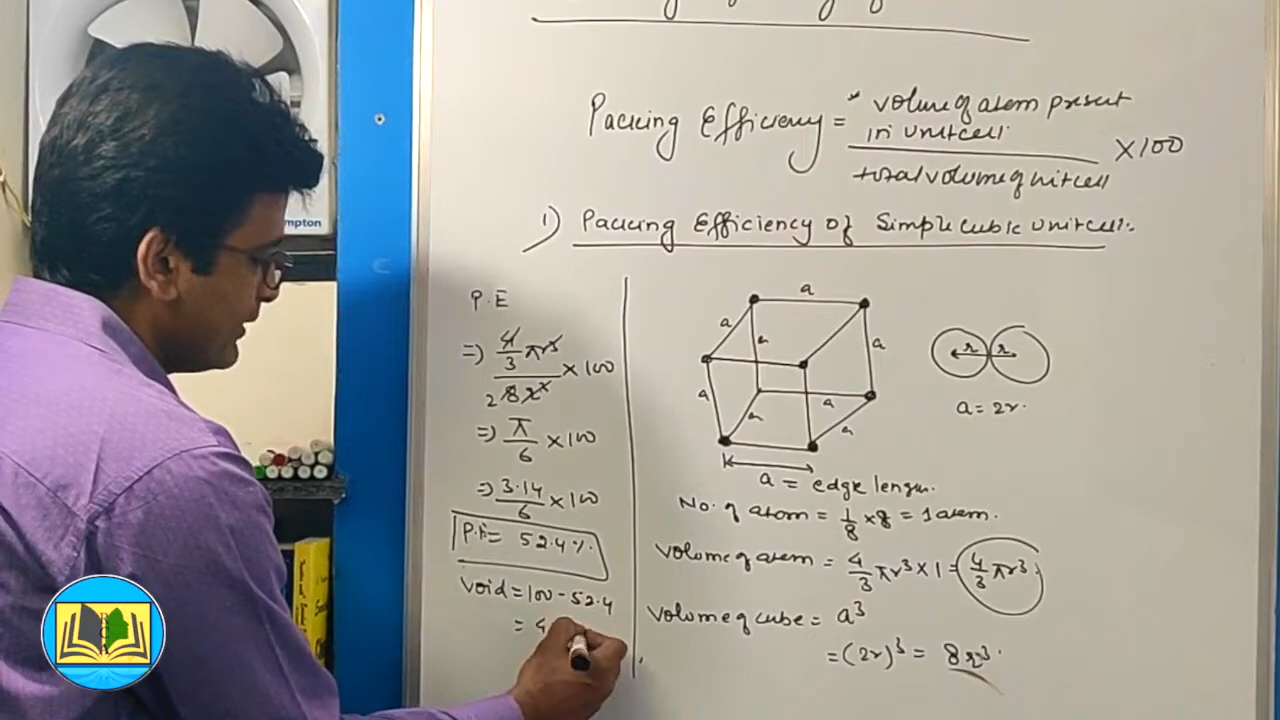 Packing Efficiency = volume of atom present in unit cell / total volume of unit cell × 100
1) Packing Efficiency of Simple cubic unit cell:
P.E
⇒ 4/3 πr³ / 8r³ × 100
2
⇒ π/6 × 100
⇒ 3.14/6 × 100
P.E = 52.4 %.
Void = 100 - 52.4
= 4
a
a
a
a
a
a
a
a
r r
a = 2r.
a = edge length.
No. of atom = 1/8 × 8 = 1 atom.
Volume of atom = 4/3 πr³ × 1 = 4/3 πr³.
Volume of cube = a³
= (2r)³ = 8r³.
mpton